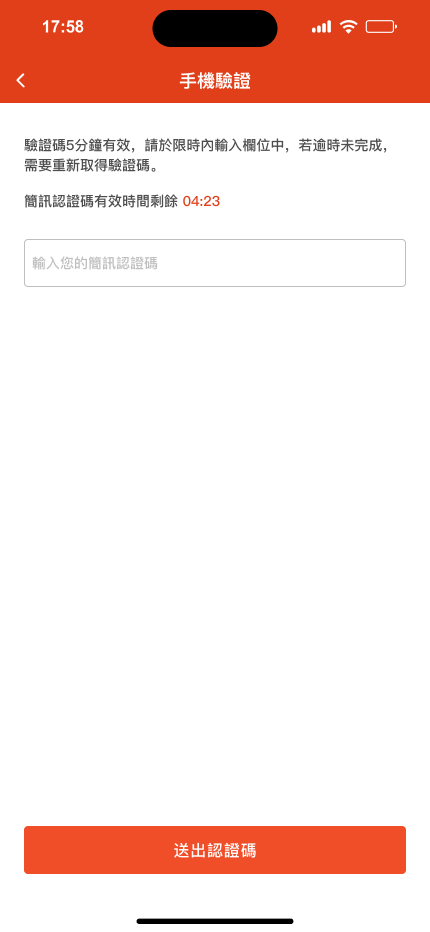 17:58
手機驗證
驗證碼5分鐘有效，請於限時內輸入欄位中，若逾時未完成，
需要重新取得驗證碼。
簡訊認證碼有效時間剩餘 04:23
輸入您的簡訊認證碼
送出認證碼